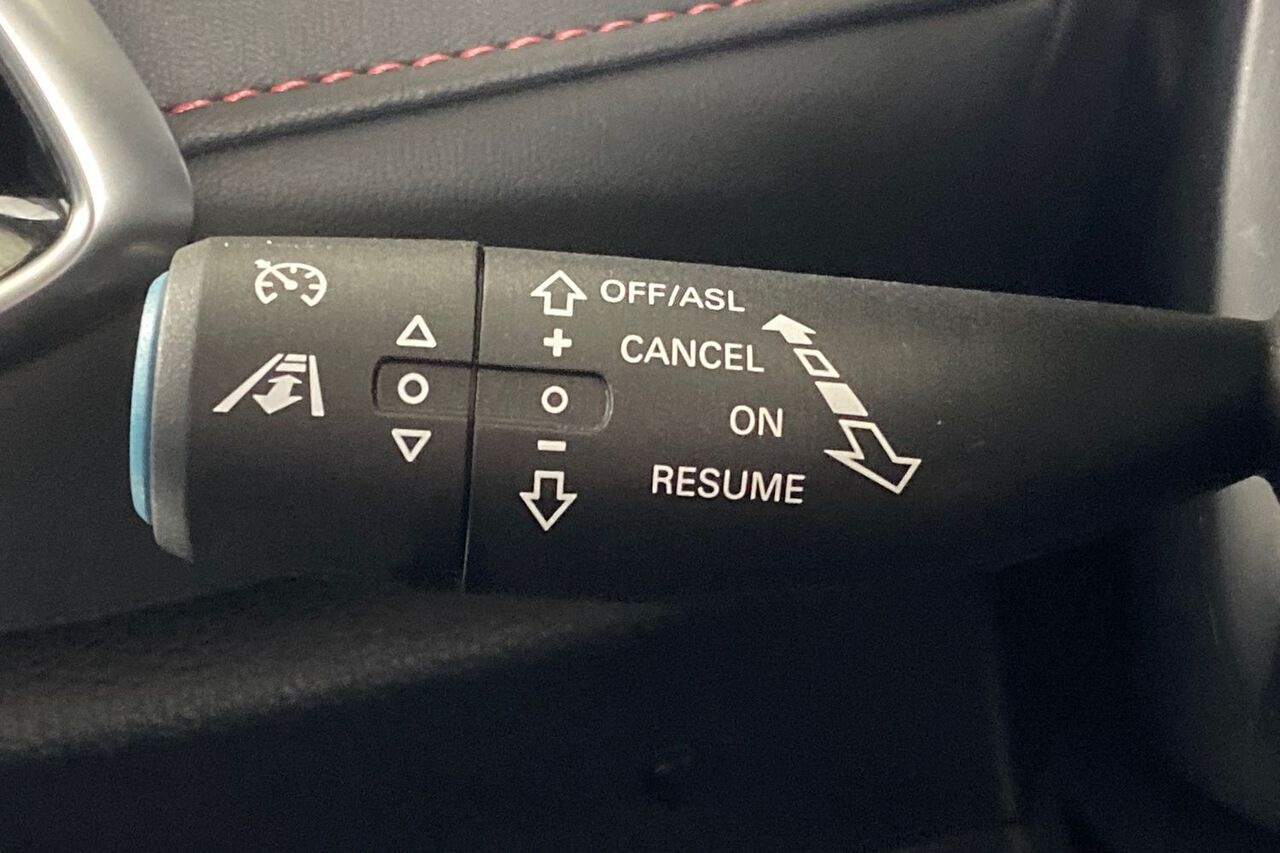 OFF/ASL
+
CANCEL
ON
-
RESUME